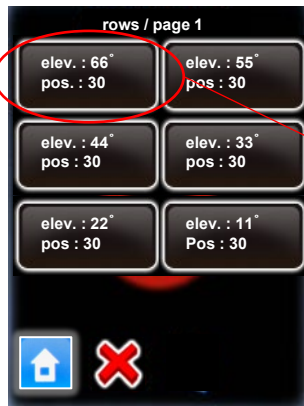 rows / page 1
elev. : 66°
pos. : 30
elev. : 55°
pos : 30
elev. : 44°
pos : 30
elev. : 33°
pos : 30
elev. : 22°
pos : 30
elev. : 11°
Pos : 30